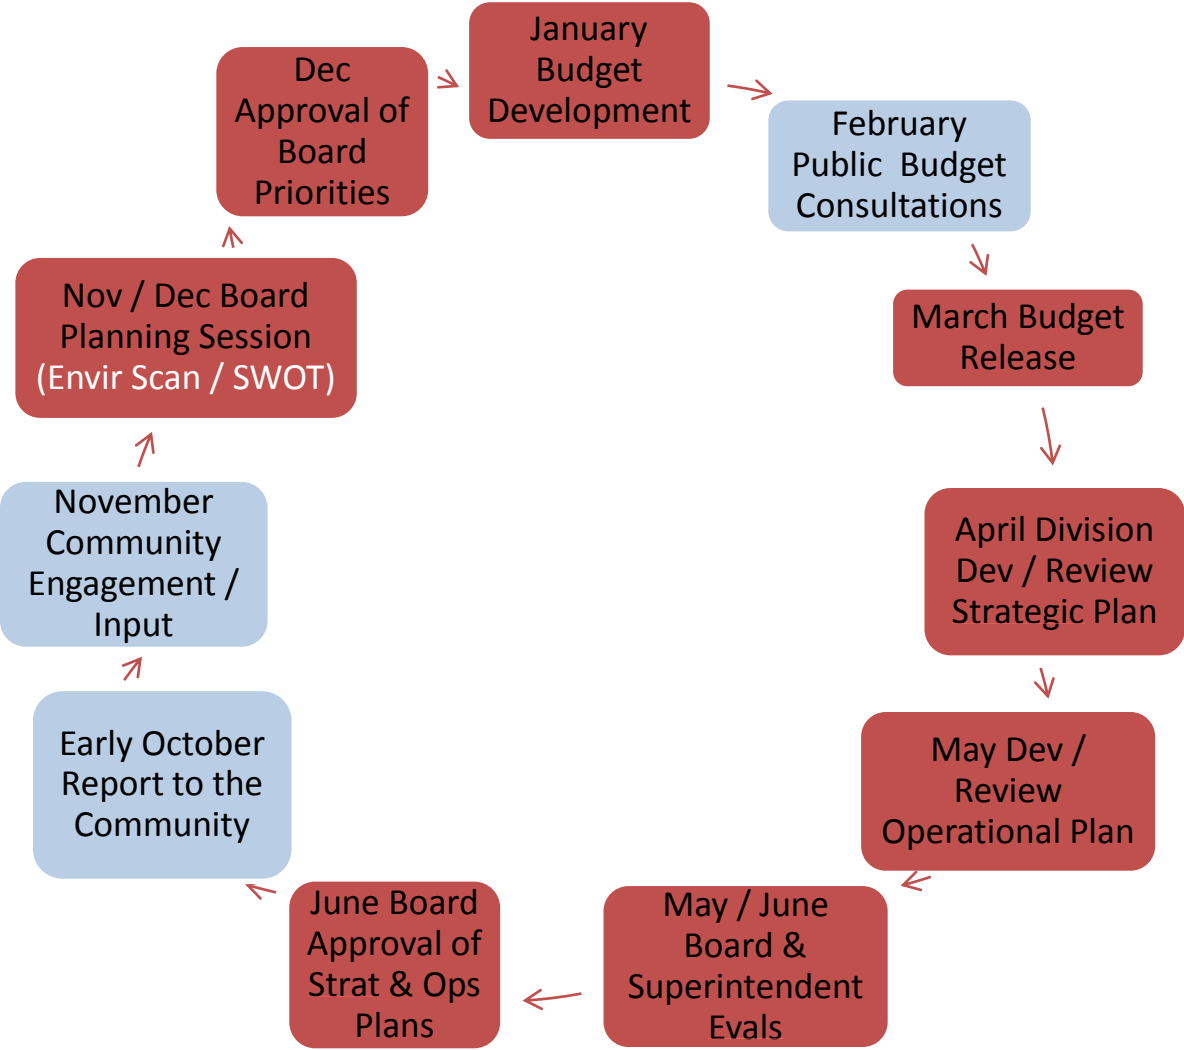 January
Budget
Development
February
Public  Budget
Consultations
March Budget
Release
April Division
Dev / Review
Strategic Plan
May Dev /
Review
Operational Plan
May / June
Board &
Superintendent
Evals
June Board
Approval of
Strat & Ops
Plans
Early October
Report to the
Community
November
Community
Engagement /
Input
Nov / Dec Board
Planning Session
(Envir Scan / SWOT)
Dec
Approval of
Board
Priorities